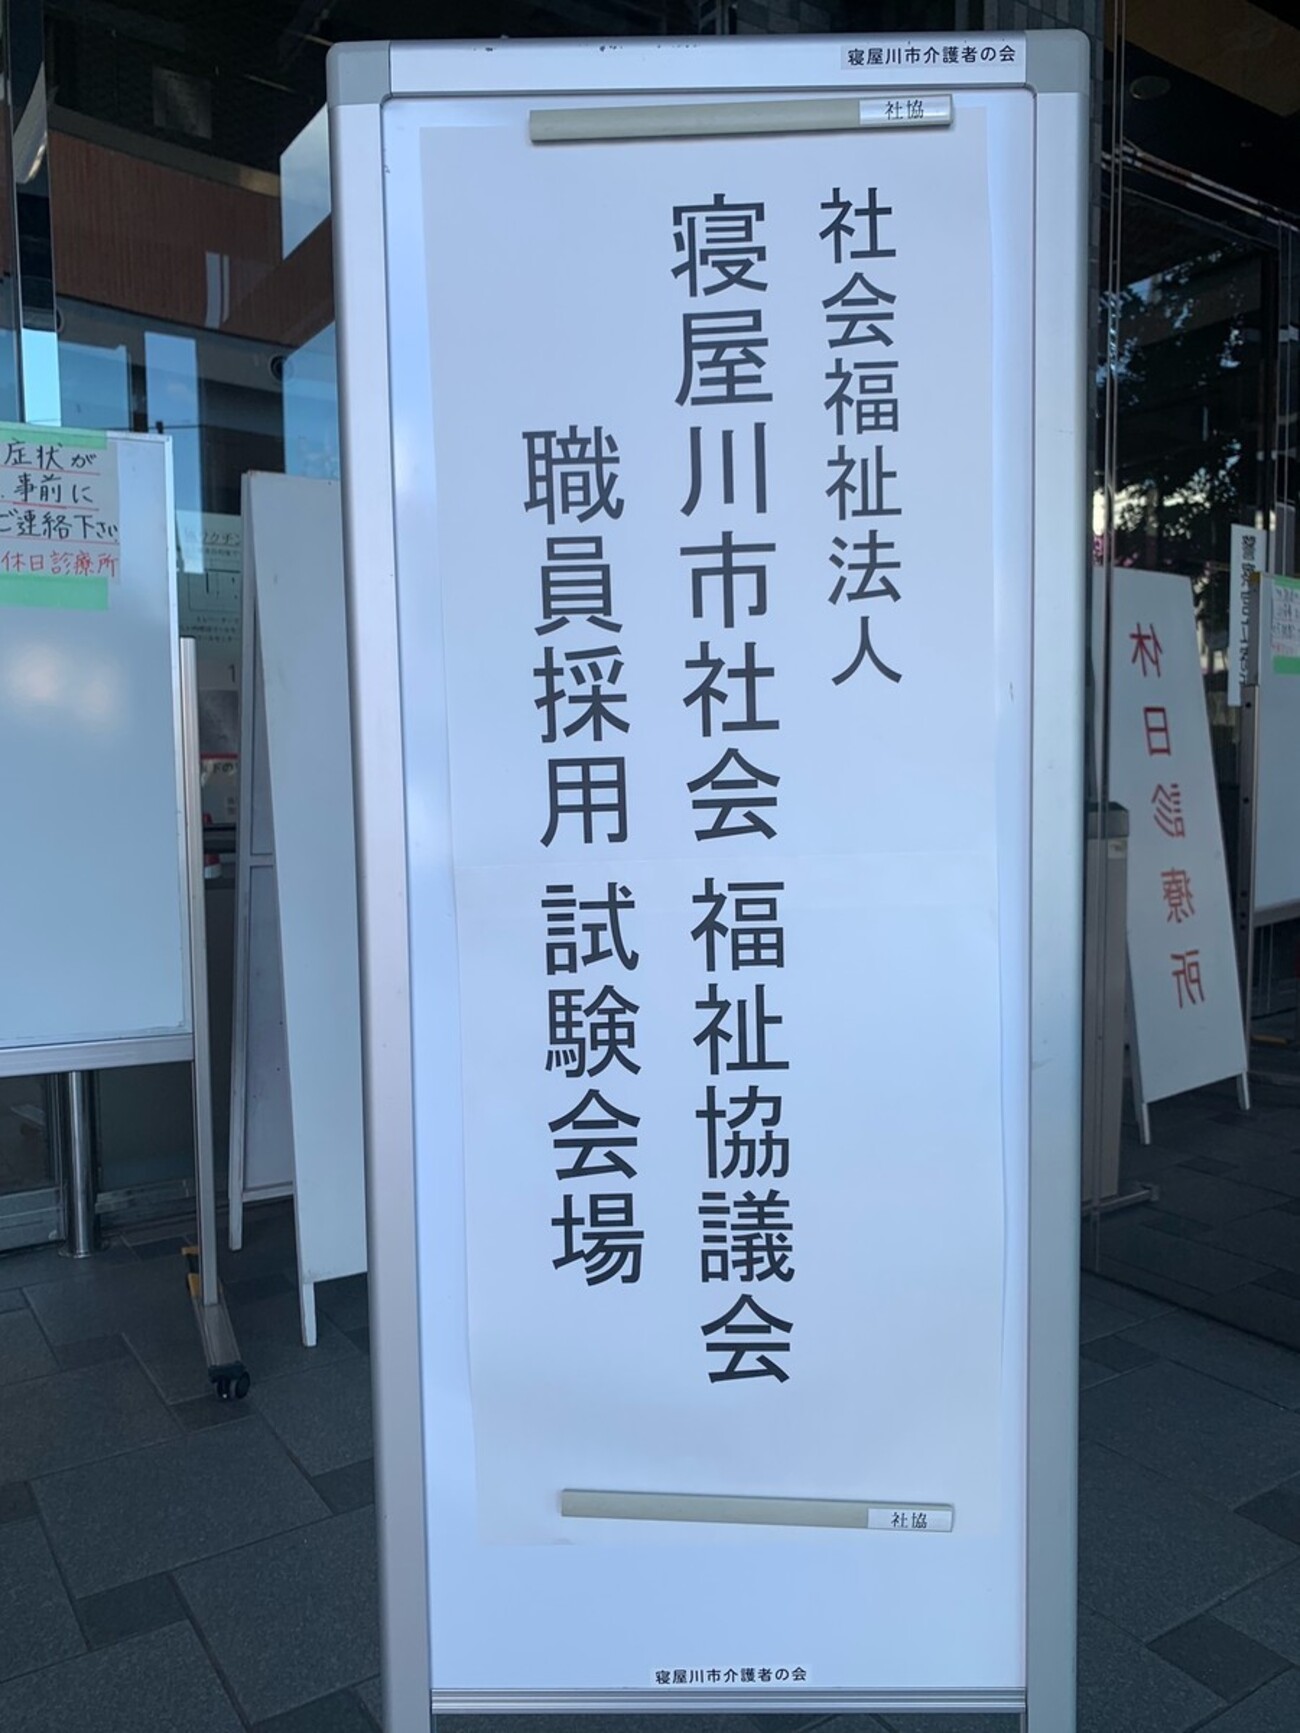 寝屋川市介護者の会
社協
社会福祉法人
寝屋川市社会福祉協議会
職員採用試験会場
社協
寝屋川市介護者の会
症状が
事前に
ご連絡下さい
休日診療所
休日診療所